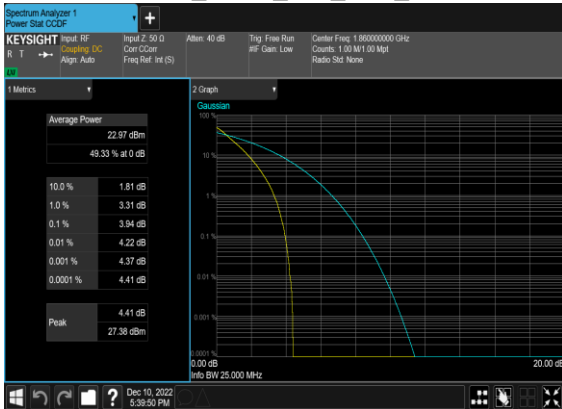 Spectrum Analyzer 1
Power Stat CCDF
+
KEYSIGHT
R T
LXI
Input: RF
Coupling: DC
Align: Auto
Input Z: 50 Ω
Corr CCorr
Freq Ref: Int (S)
Atten: 40 dB
Trig: Free Run
#IF Gain: Low
Center Freq: 1.860000000 GHz
Counts: 1.00 M/1.00 Mpt
Radio Std: None
1 Metrics
Average Power
22.97 dBm
49.33 % at 0 dB
10.0 % 1.81 dB
1.0 % 3.31 dB
0.1 % 3.94 dB
0.01 % 4.22 dB
0.001 % 4.37 dB
0.0001 % 4.41 dB
Peak
4.41 dB
27.38 dBm
2 Graph
Gaussian
100 %
10 %
1 %
0.1 %
0.01 %
0.001 %
0.0001 %
0.00 dB
20.00 dB
Info BW 25.000 MHz
?
Dec 10, 2022
5:39:50 PM